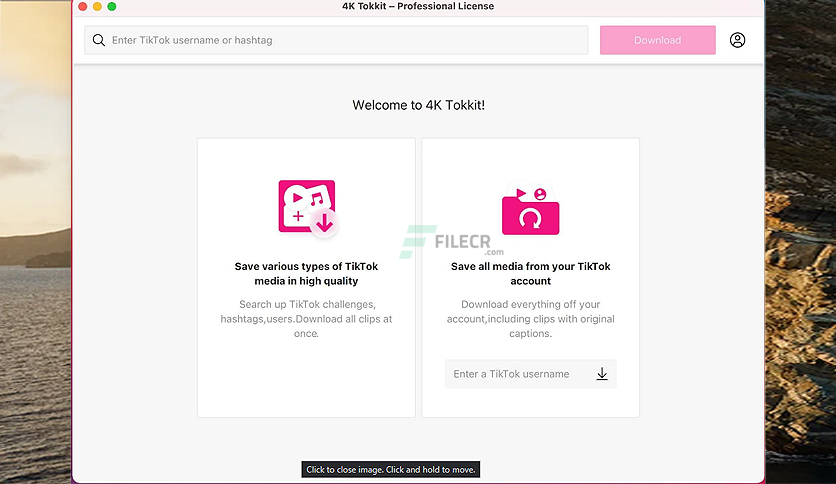 4K Tokkit – Professional License
Enter TikTok username or hashtag
Download
Welcome to 4K Tokkit!
Save various types of TikTok
media in high quality
Search up TikTok challenges,
hashtags,users.Download all clips at
once.
Save all media from your TikTok
account
Download everything off your
account,including clips with original
captions.
Enter a TikTok username
FILECR
.com
Click to close image. Click and hold to move.